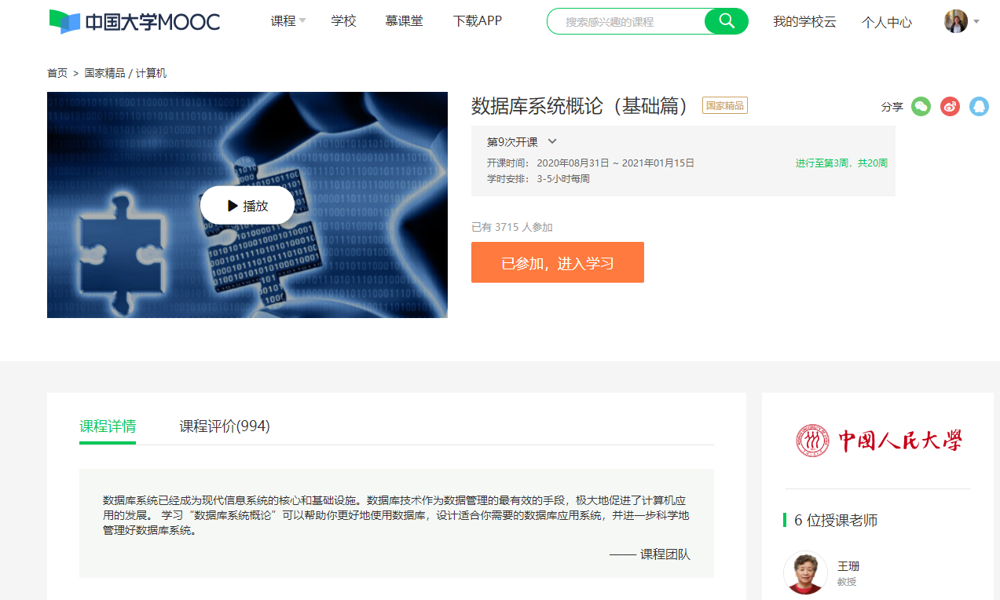 中国大学MOOC
课程
学校
慕课堂
下载APP
搜索感兴趣的课程
我的学校云
个人中心
首页 > 国家精品 / 计算机
播放
数据库系统概论（基础篇）
国家精品
分享
第9次开课
开课时间： 2020年08月31日 ~ 2021年01月15日
进行至第3周，共20周
学时安排： 3-5小时每周
已有 3715 人参加
已参加，进入学习
课程详情
课程评价(994)
数据库系统已经成为现代信息系统的核心和基础设施。数据库技术作为数据管理的最有效的手段，极大地促进了计算机应
用的发展。 学习“数据库系统概论”可以帮助你更好地使用数据库，设计适合你需要的数据库应用系统，并进一步科学地
管理好数据库系统。
—— 课程团队
中国人民大学
6 位授课老师
王珊
教授